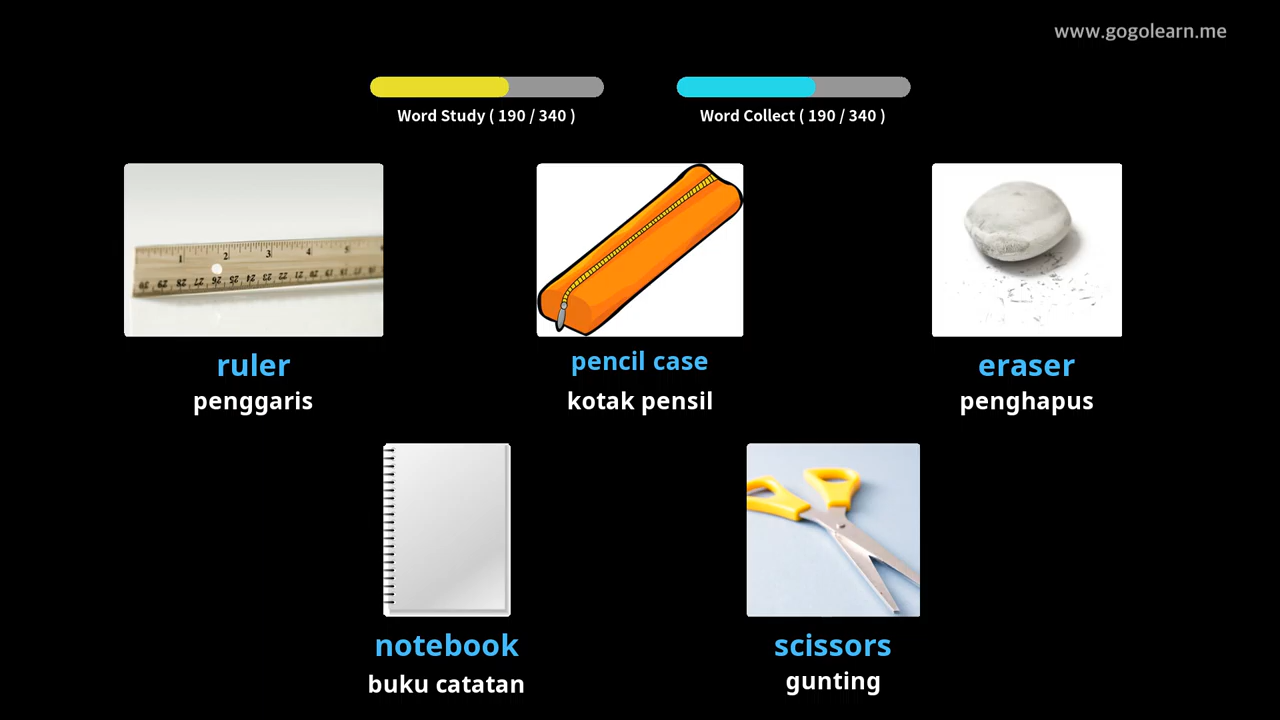 www.gogolearn.me
Word Study ( 190 / 340 )
Word Collect ( 190 / 340 )
ruler
penggaris
pencil case
kotak pensil
eraser
penghapus
notebook
buku catatan
scissors
gunting